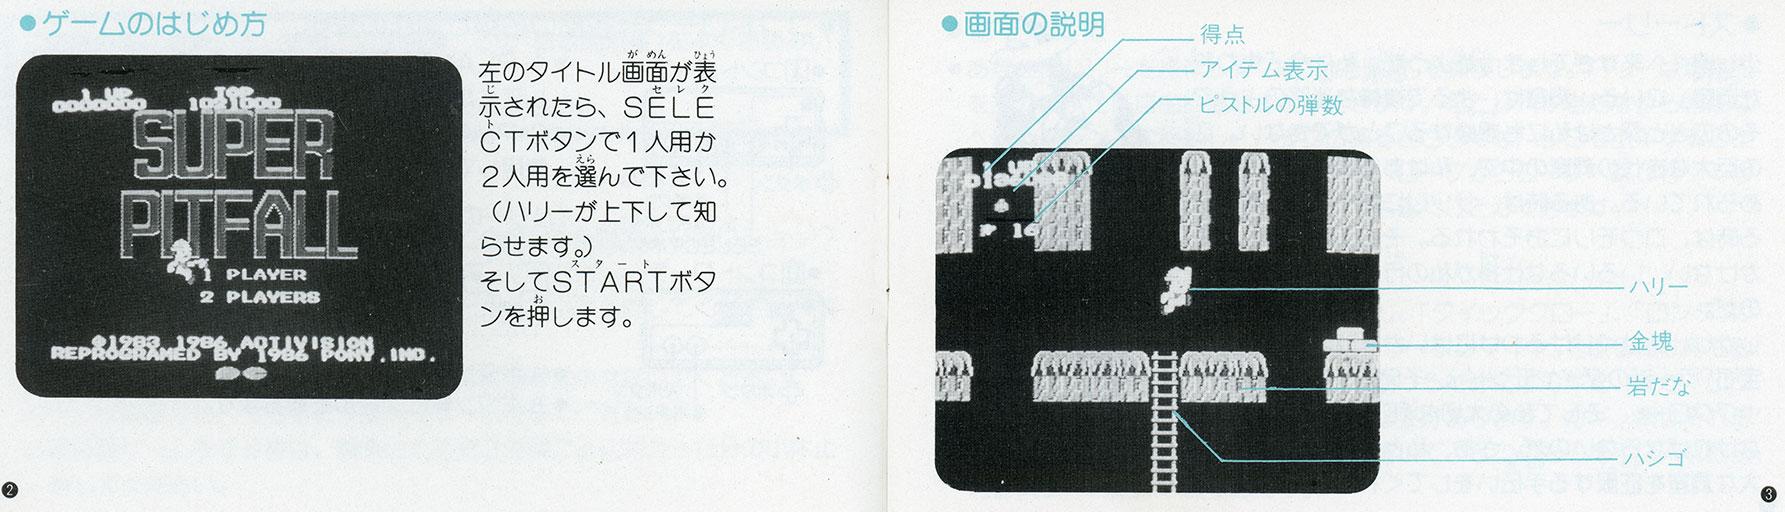 ●ゲームのはじめ方
1 UP TOP
0000000 1021000
SUPER
PITFALL
1 PLAYER
2 PLAYERS
©1983 1986 ACTIVISION
REPROGRAMED BY 1986 PONY.INC.
左のタイトル画面が表
示されたら、SELE
CTボタンで1人用か
2人用を選んで下さい。
(ハリーが上下して知
らせます。)
そしてSTARTボタ
ンを押します。
2
●画面の説明
得点
アイテム表示
ピストルの弾数
1 UP
P 16
ハリー
金塊
岩だな
ハシゴ
3